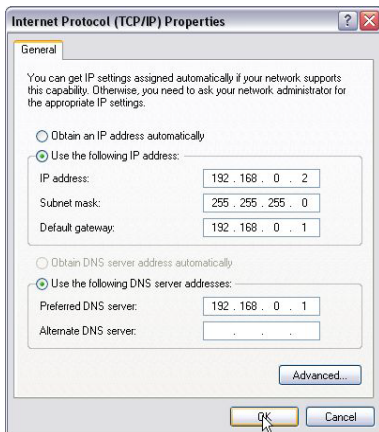 Internet Protocol (TCP/IP) Properties
General
You can get IP settings assigned automatically if your network supports
this capability. Otherwise, you need to ask your network administrator for
the appropriate IP settings.
Obtain an IP address automatically
Use the following IP address:
IP address: 192 . 168 . 0 . 2
Subnet mask: 255 . 255 . 255 . 0
Default gateway: 192 . 168 . 0 . 1
Obtain DNS server address automatically
Use the following DNS server addresses:
Preferred DNS server: 192 . 168 . 0 . 1
Alternate DNS server: . . .
Advanced...
OK Cancel